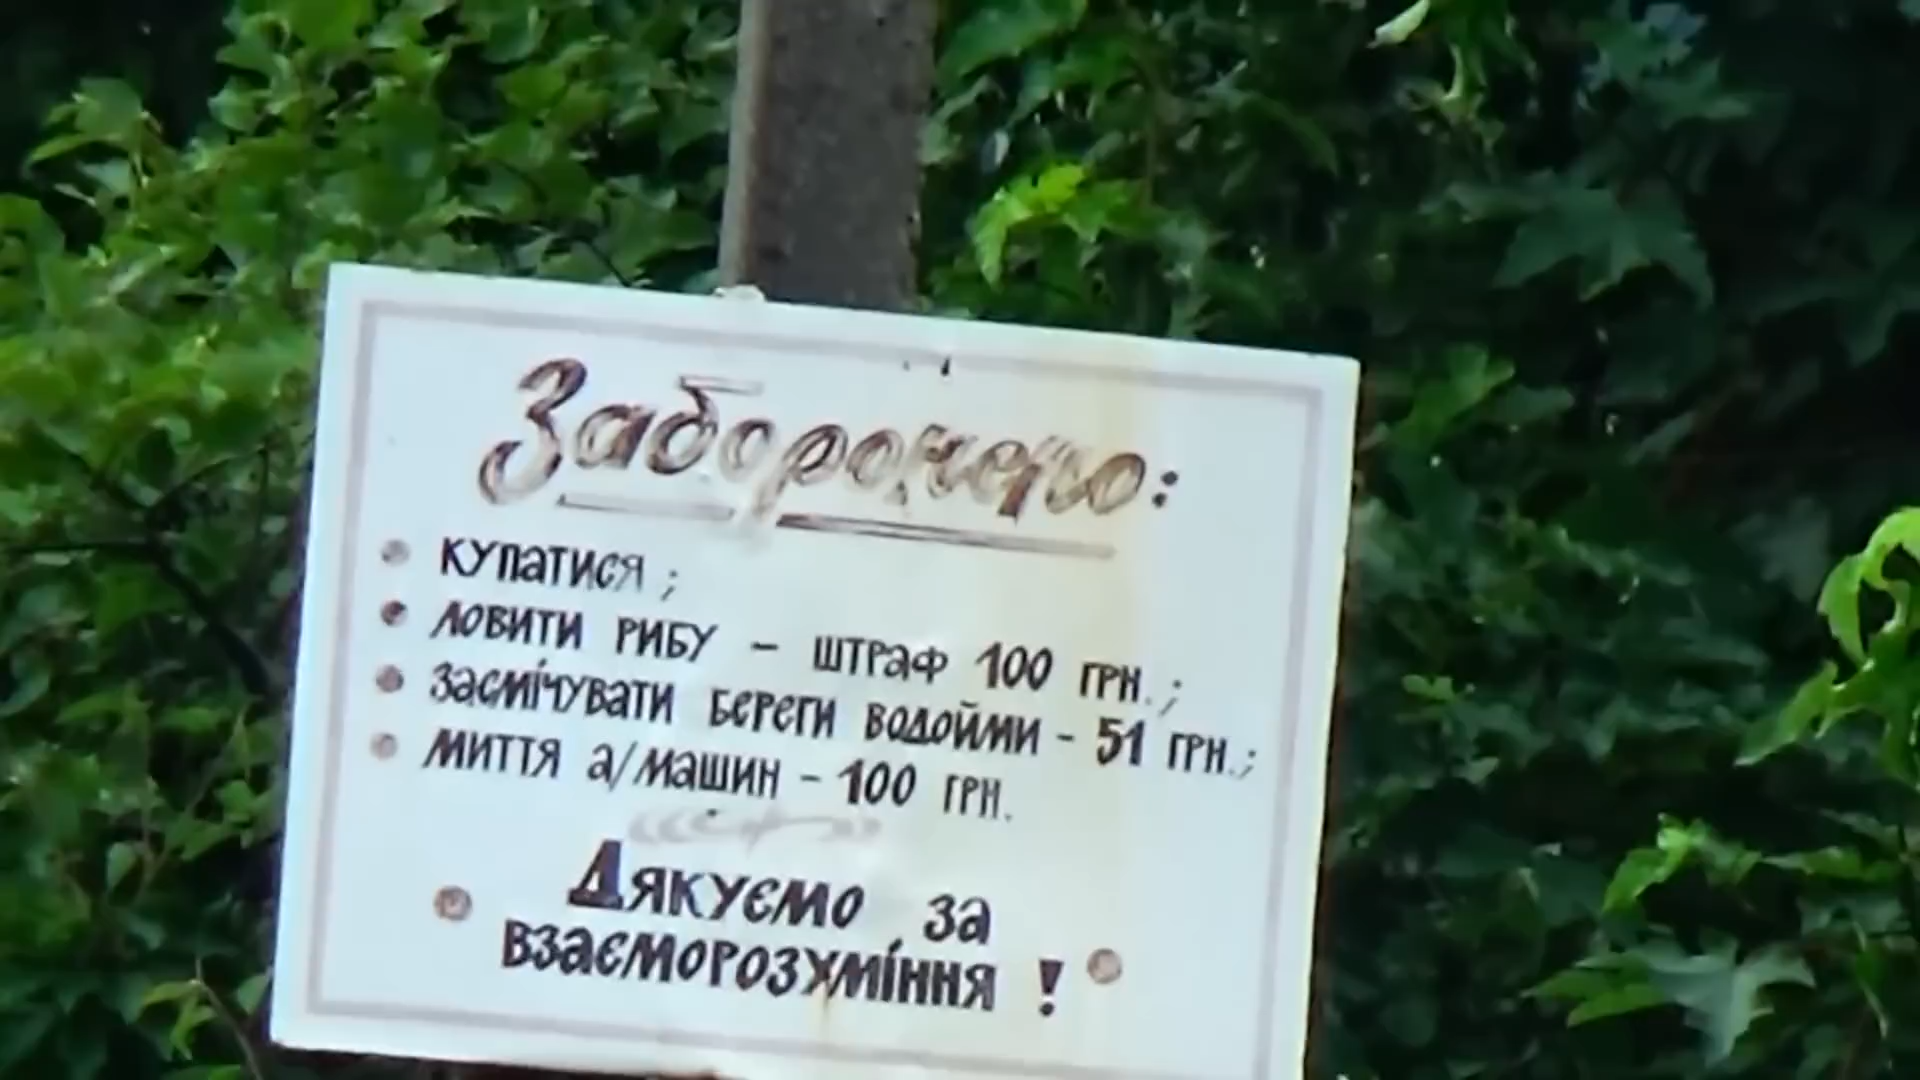 Заборонено:
• купатися;
• ловити рибу – штраф 100 грн.;
• засмічувати береги водойми – 51 грн.;
• миття а/машин – 100 грн.
Дякуємо за
взаєморозуміння!